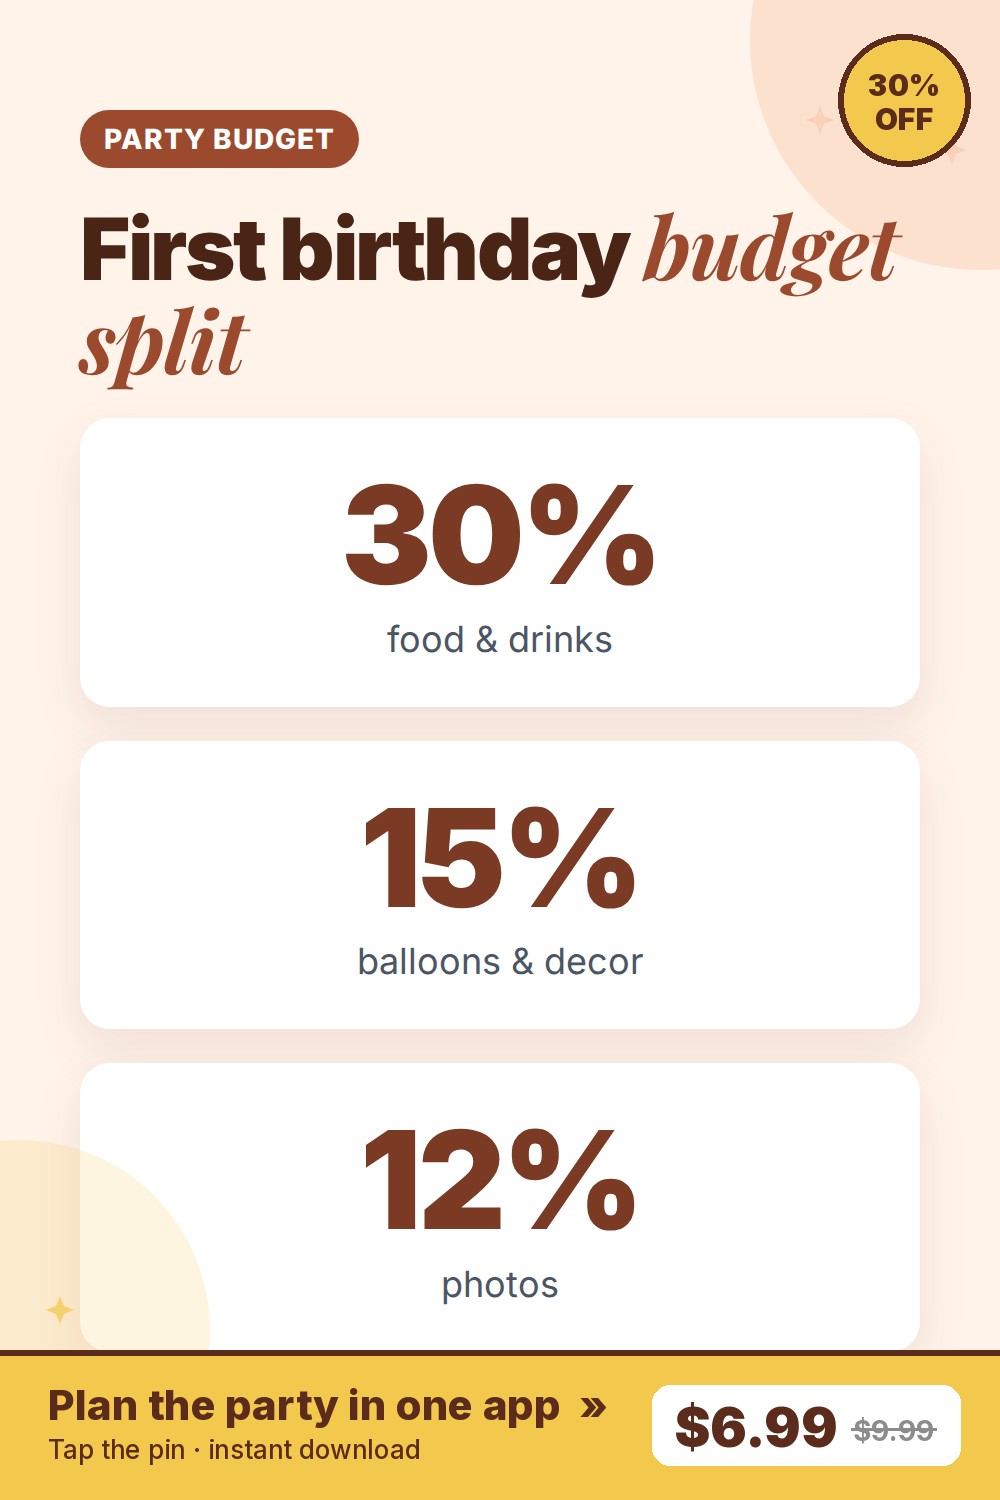 30%
OFF
PARTY BUDGET
First birthday budget
split
30%
food & drinks
15%
balloons & decor
12%
photos
Plan the party in one app »
Tap the pin · instant download
$6.99 $9.99